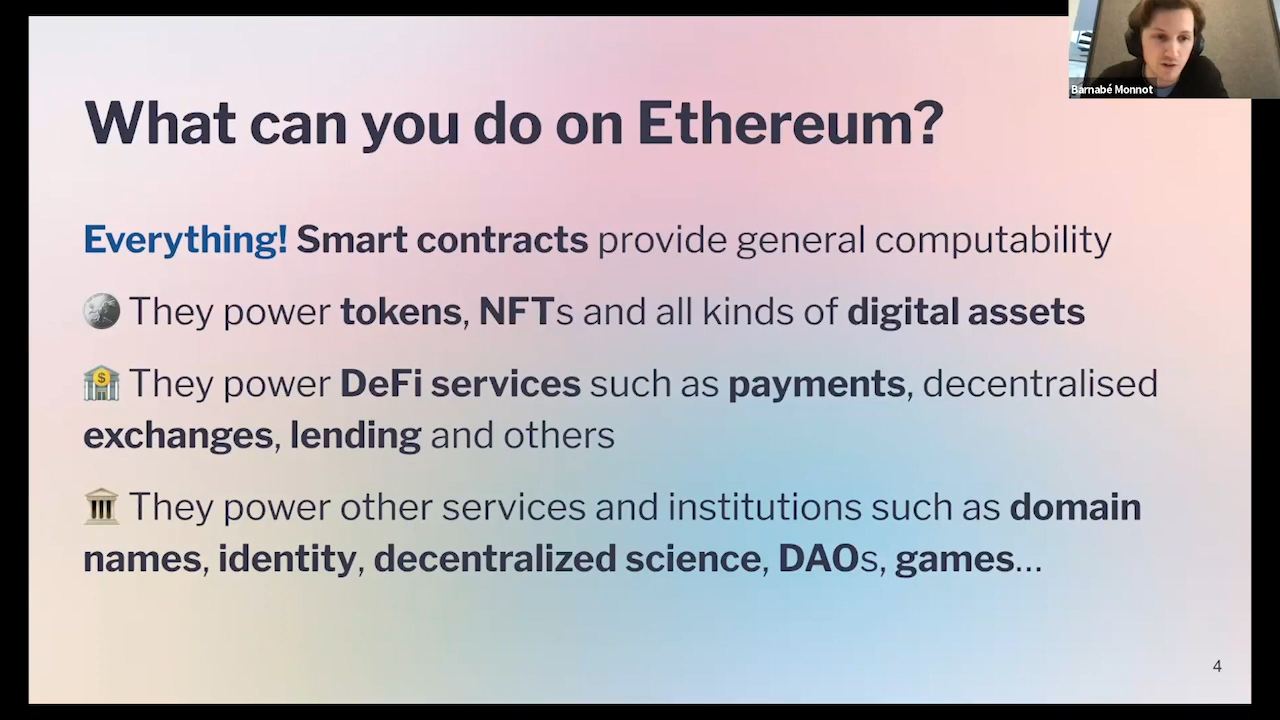 Barnabé Monnot
What can you do on Ethereum?
Everything! Smart contracts provide general computability
They power tokens, NFTs and all kinds of digital assets
They power DeFi services such as payments, decentralised
exchanges, lending and others
They power other services and institutions such as domain
names, identity, decentralized science, DAOs, games...
4